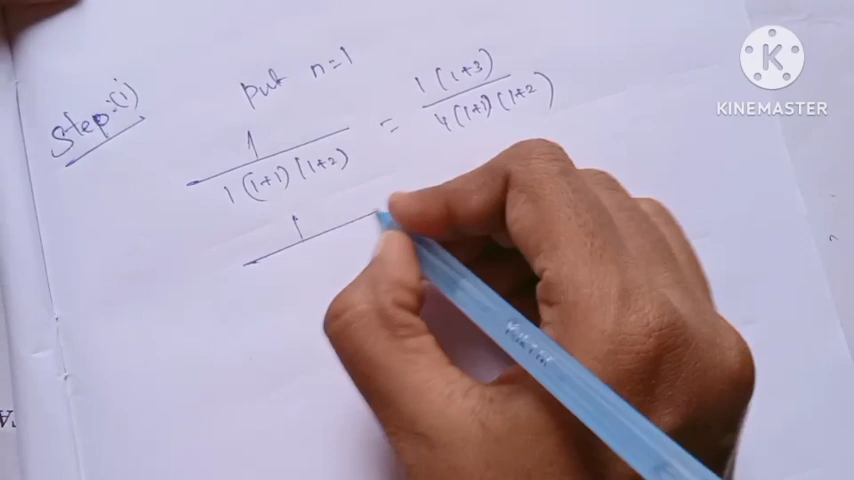 put n=1
Step:(i)
1 / 1(1+1)(1+2) = 1(1+3) / 4(1+1)(1+2)
1
K
KINEMASTER